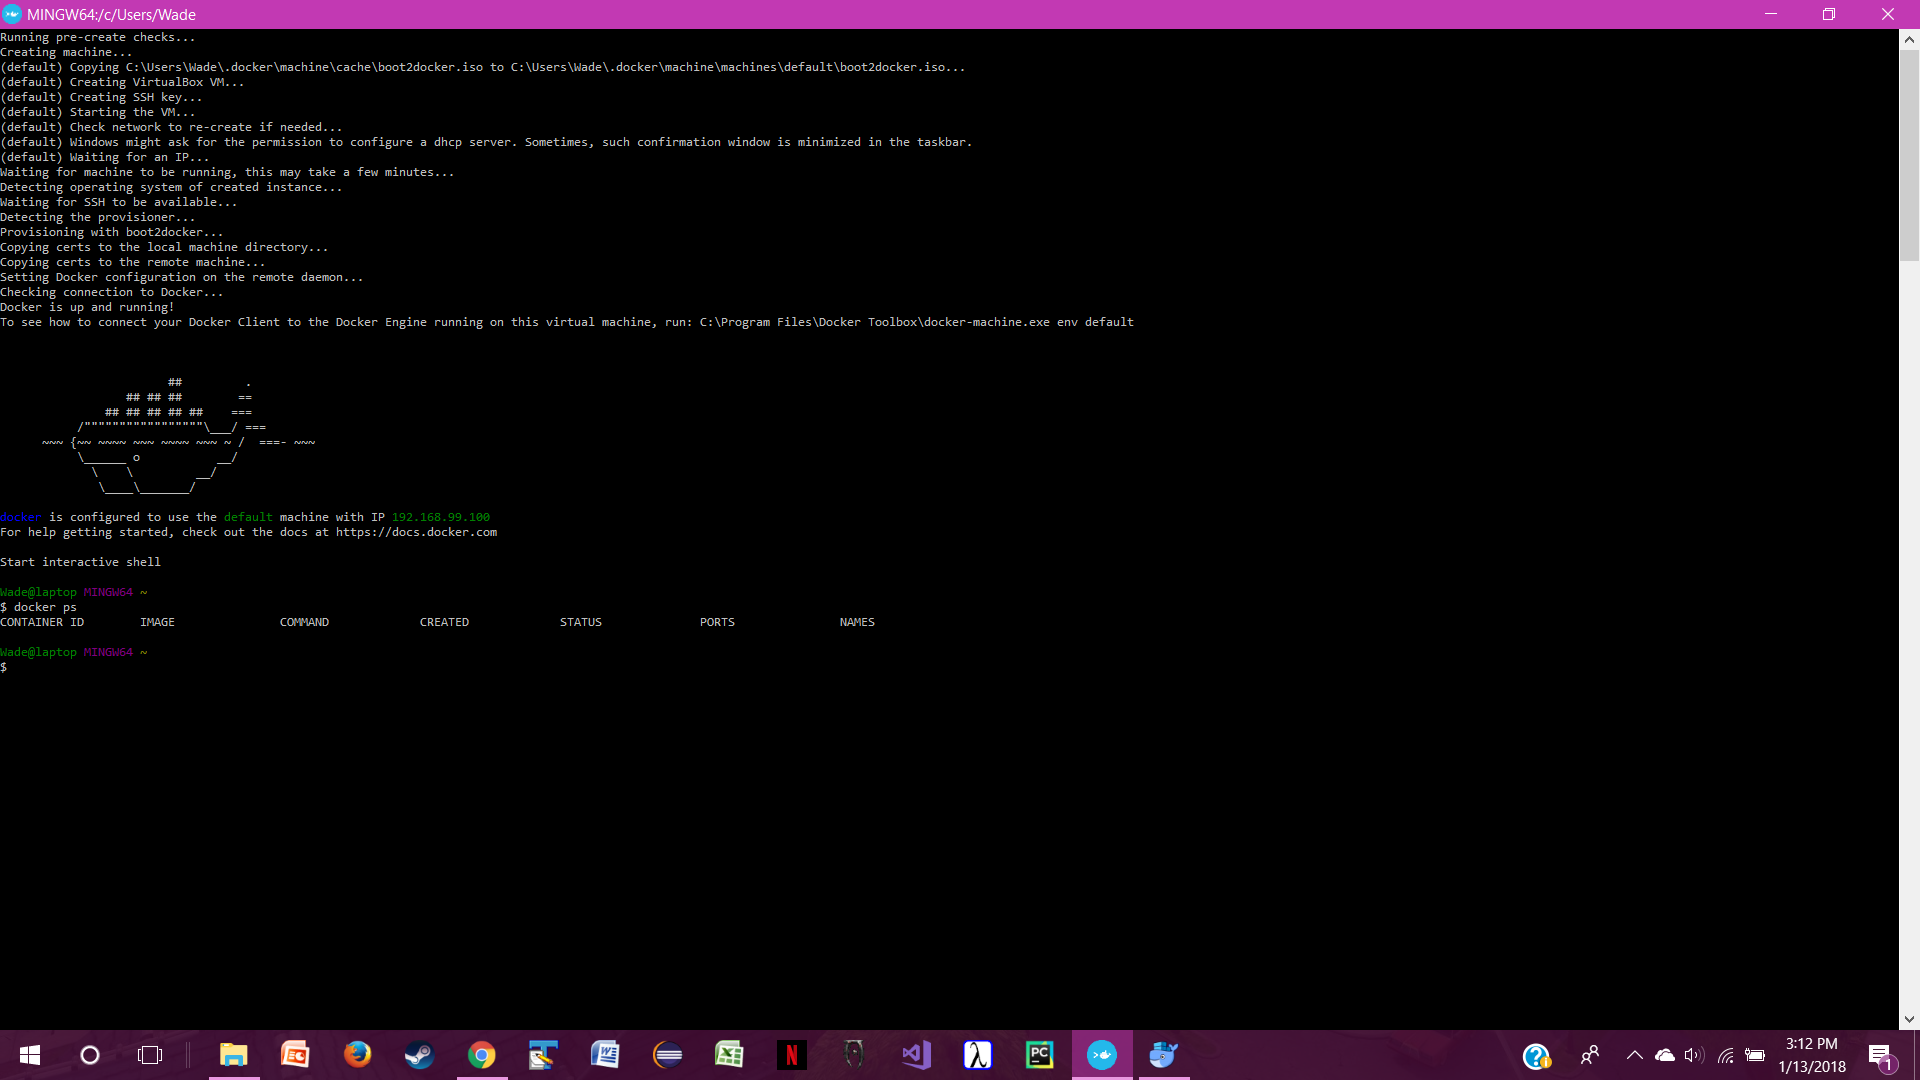 MINGW64:/c/Users/Wade
Running pre-create checks...
Creating machine...
(default) Copying C:\Users\Wade\.docker\machine\cache\boot2docker.iso to C:\Users\Wade\.docker\machine\machines\default\boot2docker.iso...
(default) Creating VirtualBox VM...
(default) Creating SSH key...
(default) Starting the VM...
(default) Check network to re-create if needed...
(default) Windows might ask for the permission to configure a dhcp server. Sometimes, such confirmation window is minimized in the taskbar.
(default) Waiting for an IP...
Waiting for machine to be running, this may take a few minutes...
Detecting operating system of created instance...
Waiting for SSH to be available...
Detecting the provisioner...
Provisioning with boot2docker...
Copying certs to the local machine directory...
Copying certs to the remote machine...
Setting Docker configuration on the remote daemon...
Checking connection to Docker...
Docker is up and running!
To see how to connect your Docker Client to the Docker Engine running on this virtual machine, run: C:\Program Files\Docker Toolbox\docker-machine.exe env default
                        ##         .
                  ## ## ##        ==
               ## ## ## ## ##    ===
           /"""""""""""""""""\___/ ===
      ~~~ {~~ ~~~~ ~~~ ~~~~ ~~~ ~ /  ===- ~~~
           \______ o           __/
             \    \         __/
              \____\_______/
docker is configured to use the default machine with IP 192.168.99.100
For help getting started, check out the docs at https://docs.docker.com
Start interactive shell
Wade@laptop MINGW64 ~
$ docker ps
CONTAINER ID        IMAGE               COMMAND             CREATED             STATUS              PORTS               NAMES
Wade@laptop MINGW64 ~
$
3:12 PM
1/13/2018
1